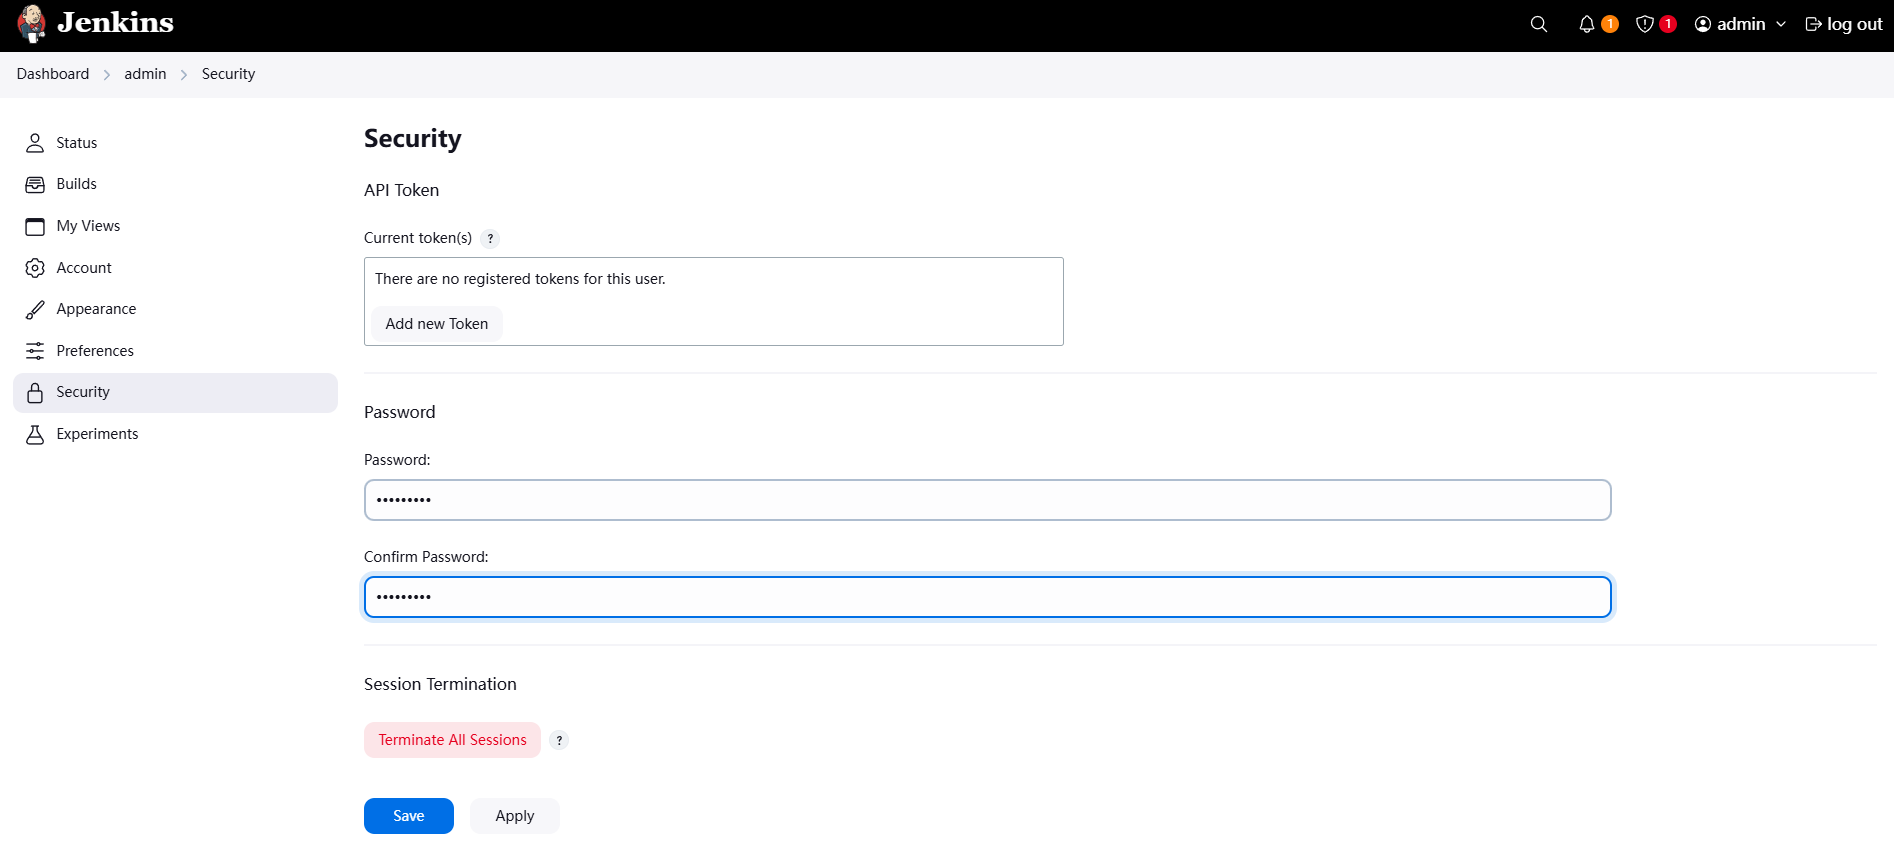 Jenkins
1
1
admin
log out
Dashboard
admin
Security
Status
Builds
My Views
Account
Appearance
Preferences
Security
Experiments
Security
API Token
Current token(s) ?
There are no registered tokens for this user.
Add new Token
Password
Password:
•••••••••
Confirm Password:
•••••••••
Session Termination
Terminate All Sessions ?
Save
Apply